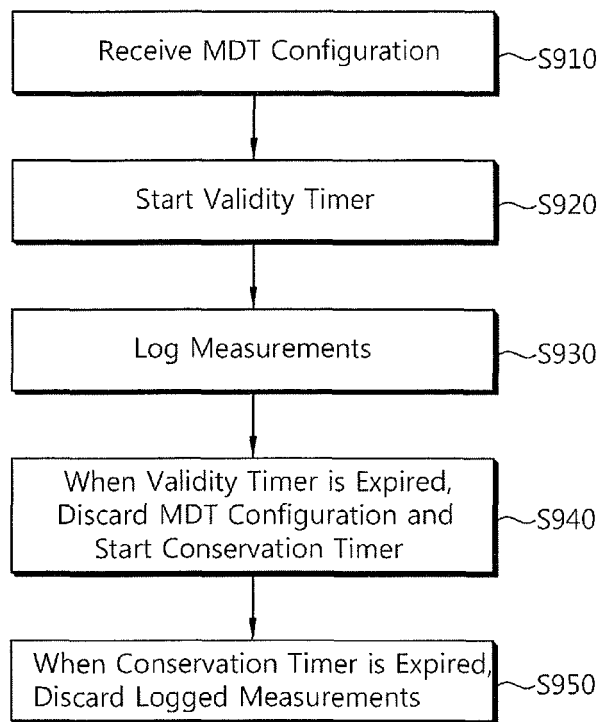 Receive MDT Configuration
S910
Start Validity Timer
S920
Log Measurements
S930
When Validity Timer is Expired,
Discard MDT Configuration and
Start Conservation Timer
S940
When Conservation Timer is Expired,
Discard Logged Measurements
S950